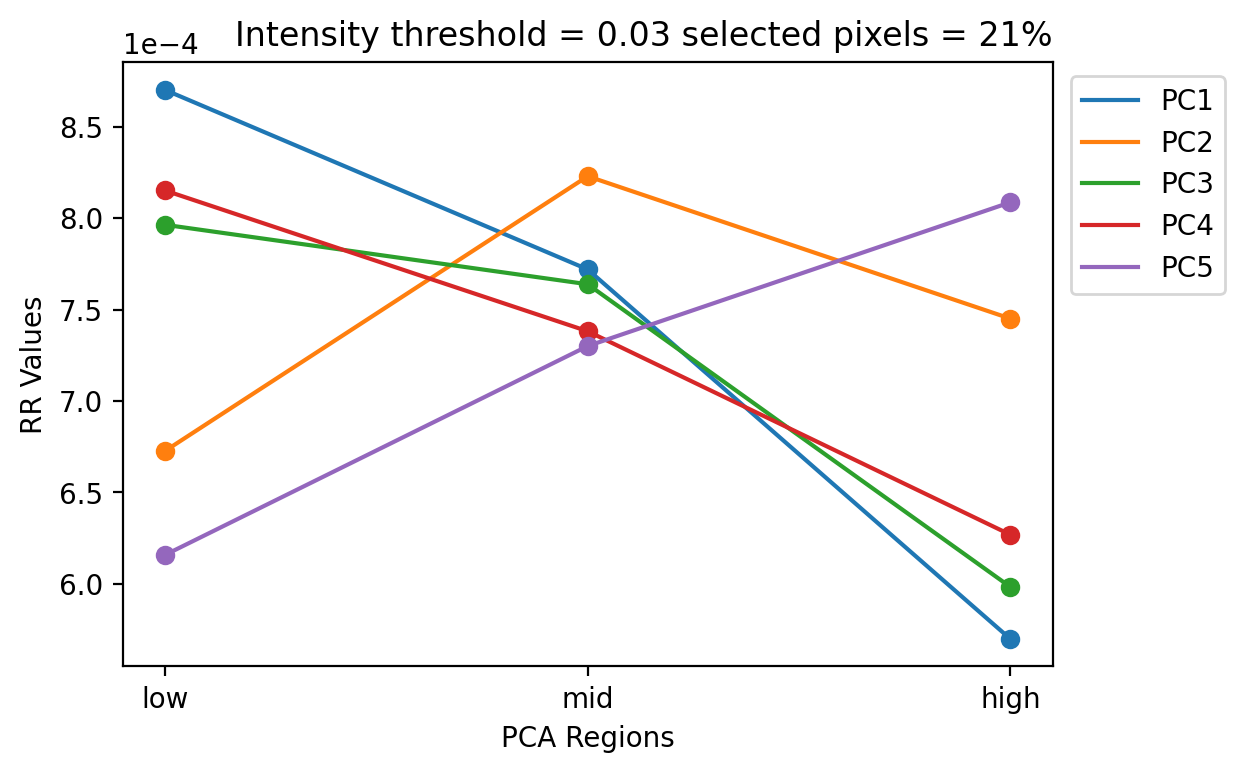 Intensity threshold = 0.03 selected pixels = 21%
1e−4
8.5
8.0
7.5
7.0
6.5
6.0
RR Values
low
mid
high
PCA Regions
PC1
PC2
PC3
PC4
PC5